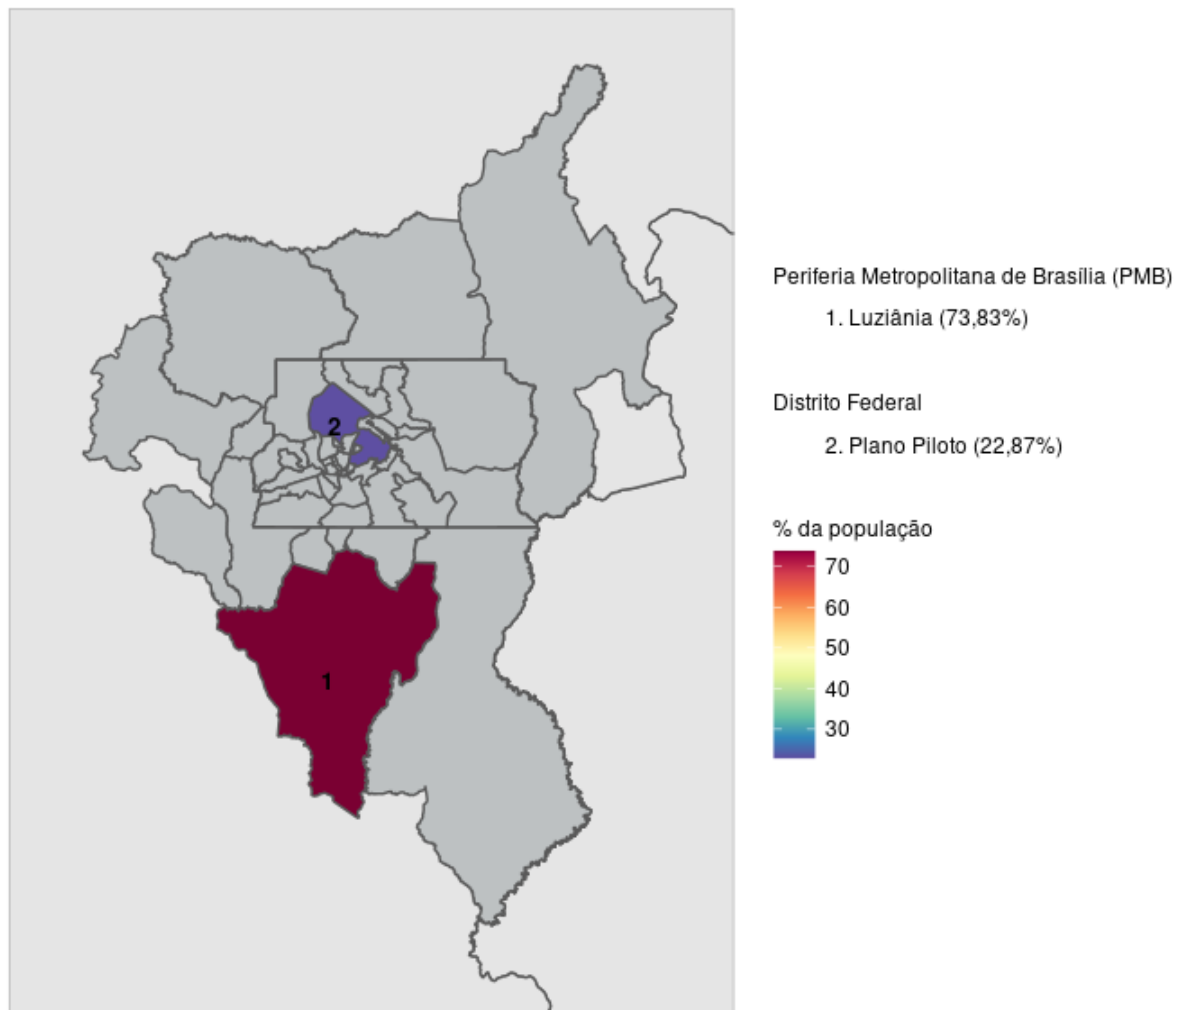 Periferia Metropolitana de Brasília (PMB)
1. Luziânia (73,83%)
Distrito Federal
2. Plano Piloto (22,87%)
% da população
70
60
50
40
30
2
1